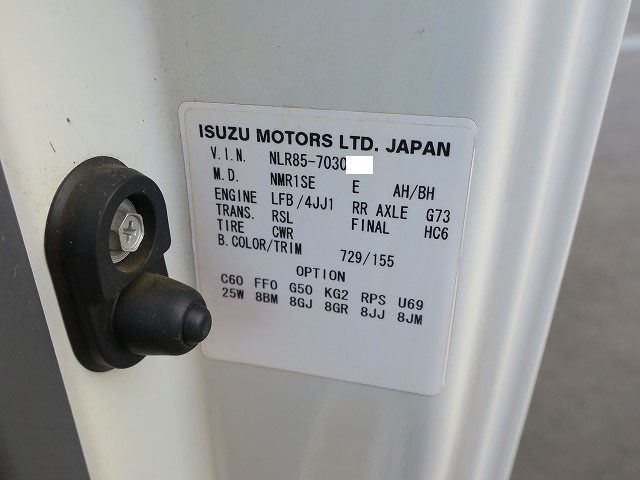 ISUZU MOTORS LTD. JAPAN
V.I.N. NLR85-7030
M.D. NMR1SE E AH/BH
ENGINE LFB/4JJ1 RR AXLE G73
TRANS. RSL FINAL HC6
TIRE CWR
B.COLOR/TRIM 729/155
OPTION
C60 FF0 G50 KG2 RPS U69
25W 8BM 8GJ 8GR 8JJ 8JM